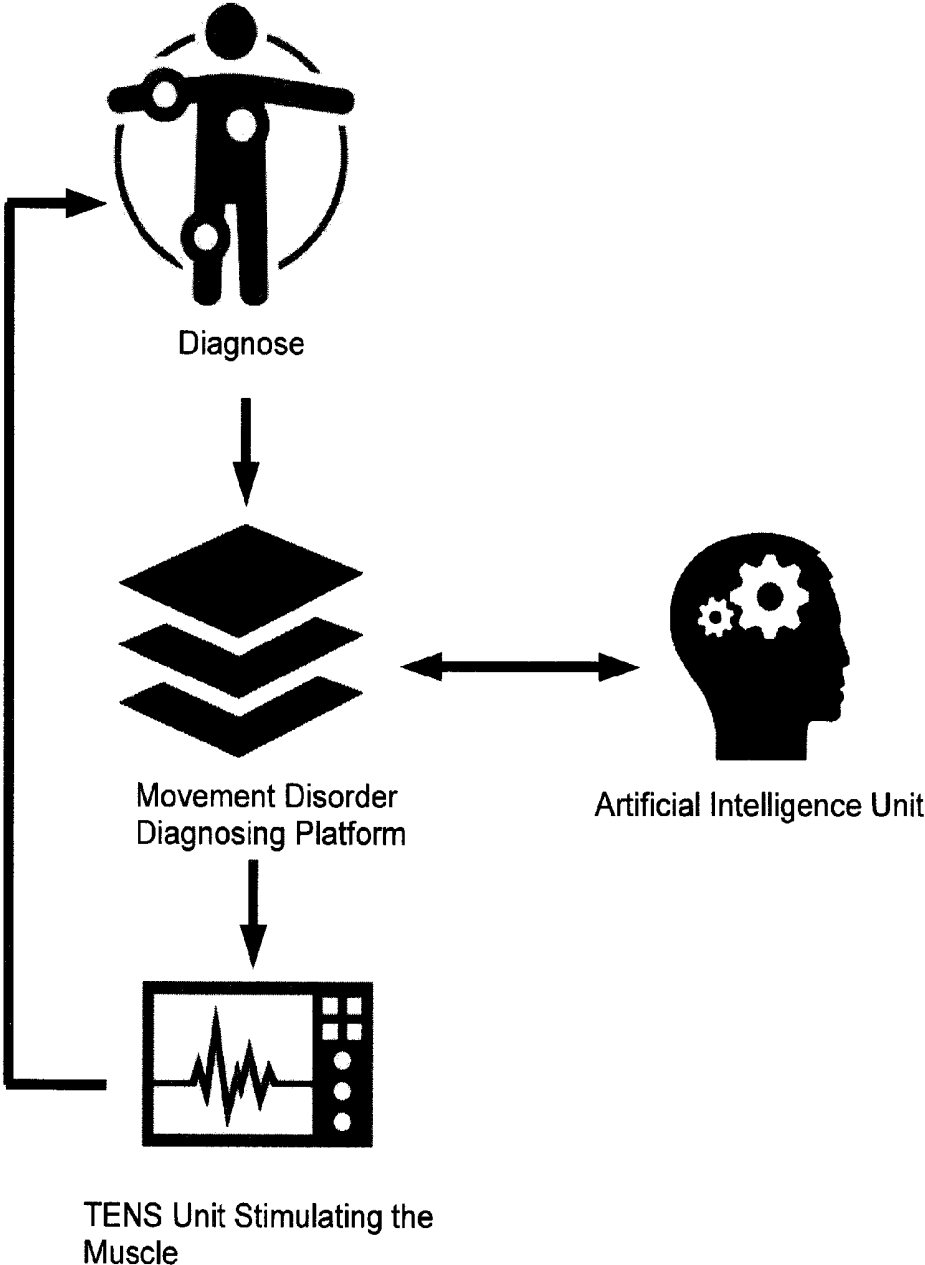 Diagnose
Movement Disorder
Diagnosing Platform
Artificial Intelligence Unit
TENS Unit Stimulating the
Muscle